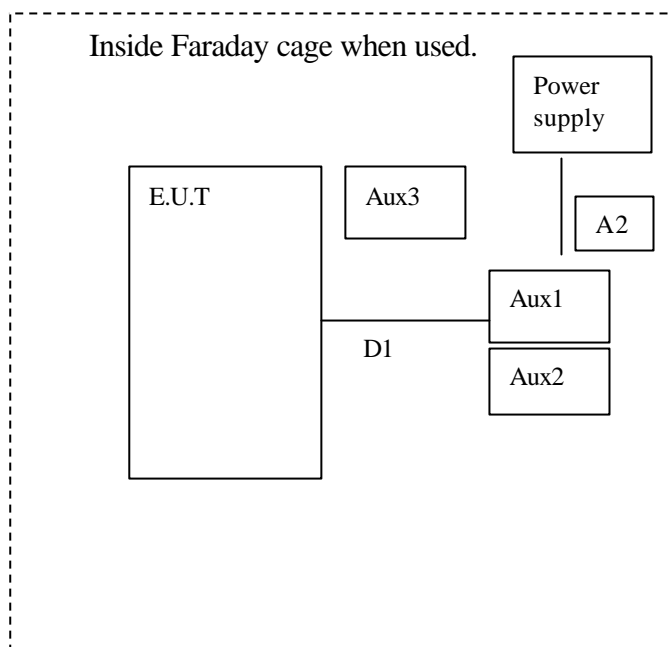 Inside Faraday cage when used.
Power
supply
E.U.T
Aux3
A2
Aux1
D1
Aux2